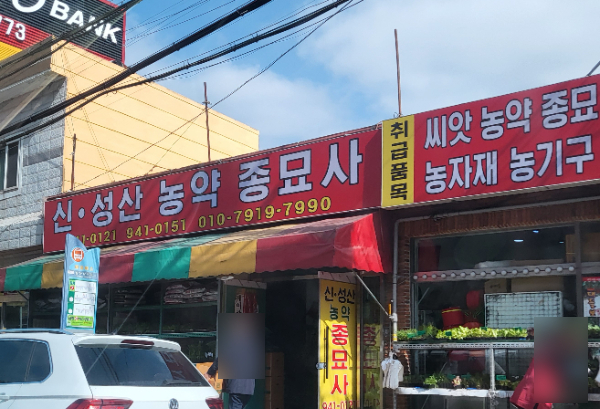 BANK
773
신·성산 농약 종묘사
-0121 941-0151 010-7919-7990
취급품목
씨앗 농약 종묘
농자재 농기구
신·성산
농약
종묘사